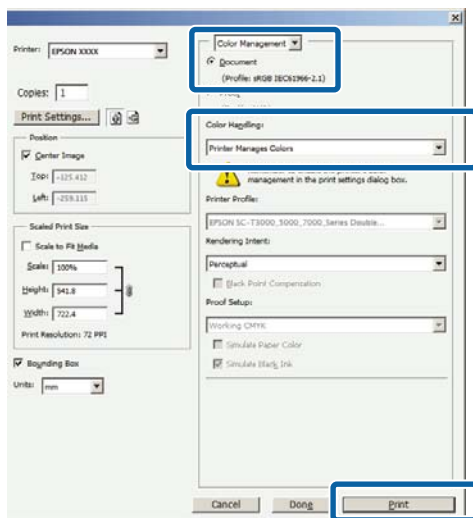 Printer: EPSON XXXX
Copies: 1
Print Settings...
Position
Center Image
Top: -125.412
Left: -259.115
Scaled Print Size
Scale to Fit Media
Scale: 100%
Height: 541.8
Width: 722.4
Print Resolution: 72 PPI
Bounding Box
Units: mm
Color Management
Document
(Profile: sRGB IEC61966-2.1)
Color Handling:
Printer Manages Colors
management in the print settings dialog box.
Printer Profile:
EPSON SC-T3000_5000_7000_Series Double...
Rendering Intent:
Perceptual
Black Point Compensation
Proof Setup:
Working CMYK
Simulate Paper Color
Simulate Black Ink
Cancel
Done
Print